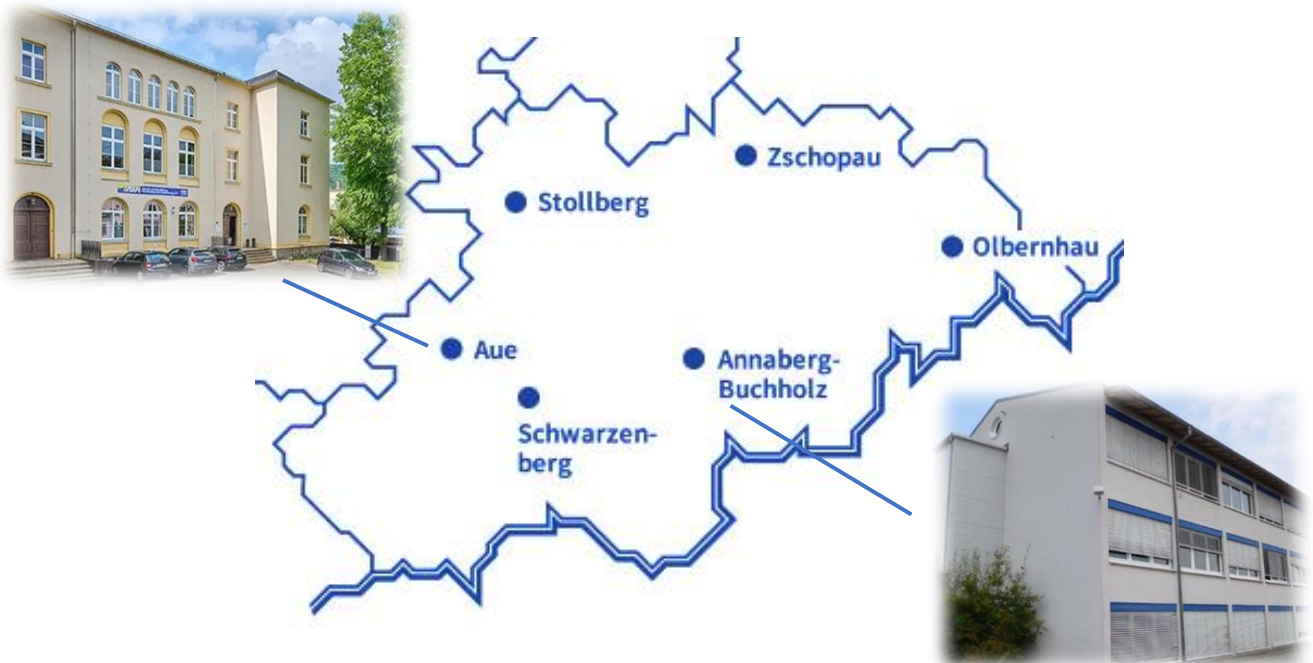 Zschopau
Stollberg
Olbernhau
Aue
Annaberg-
Buchholz
Schwarzen-
berg